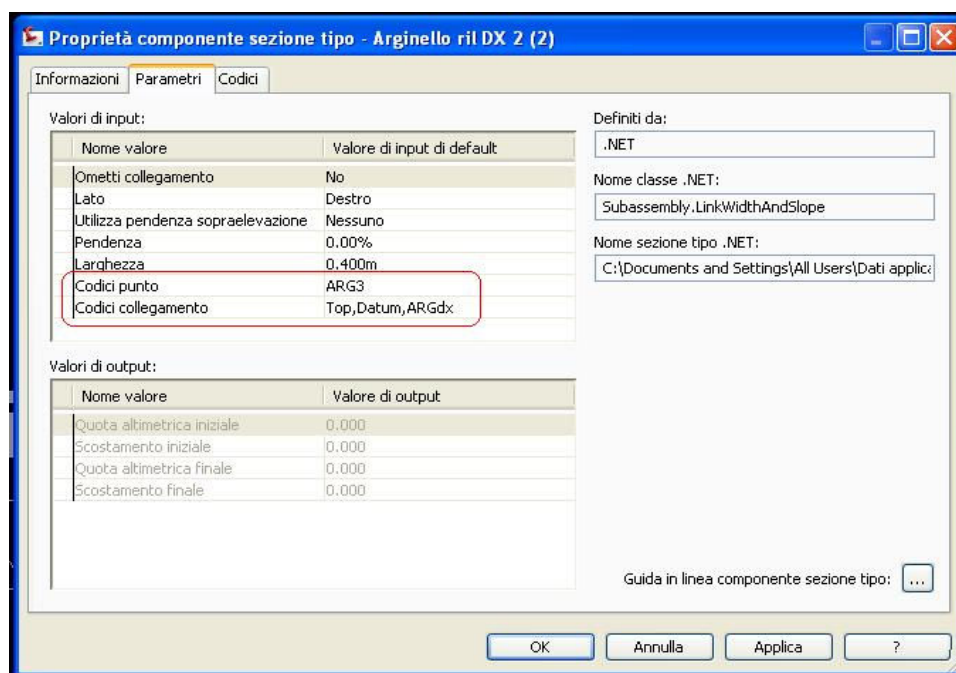 Proprietà componente sezione tipo - Arginello ril DX 2 (2)
Informazioni Parametri Codici
Valori di input:
Nome valore Valore di input di default
Ometti collegamento No
Lato Destro
Utilizza pendenza sopraelevazione Nessuno
Pendenza 0.00%
Larghezza 0.400m
Codici punto ARG3
Codici collegamento Top,Datum,ARGdx
Valori di output:
Nome valore Valore di output
Quota altimetrica iniziale 0.000
Scostamento iniziale 0.000
Quota altimetrica finale 0.000
Scostamento finale 0.000
Definiti da:
.NET
Nome classe .NET:
Subassembly.LinkWidthAndSlope
Nome sezione tipo .NET:
C:\Documents and Settings\All Users\Dati applica
Guida in linea componente sezione tipo: ...
OK Annulla Applica ?